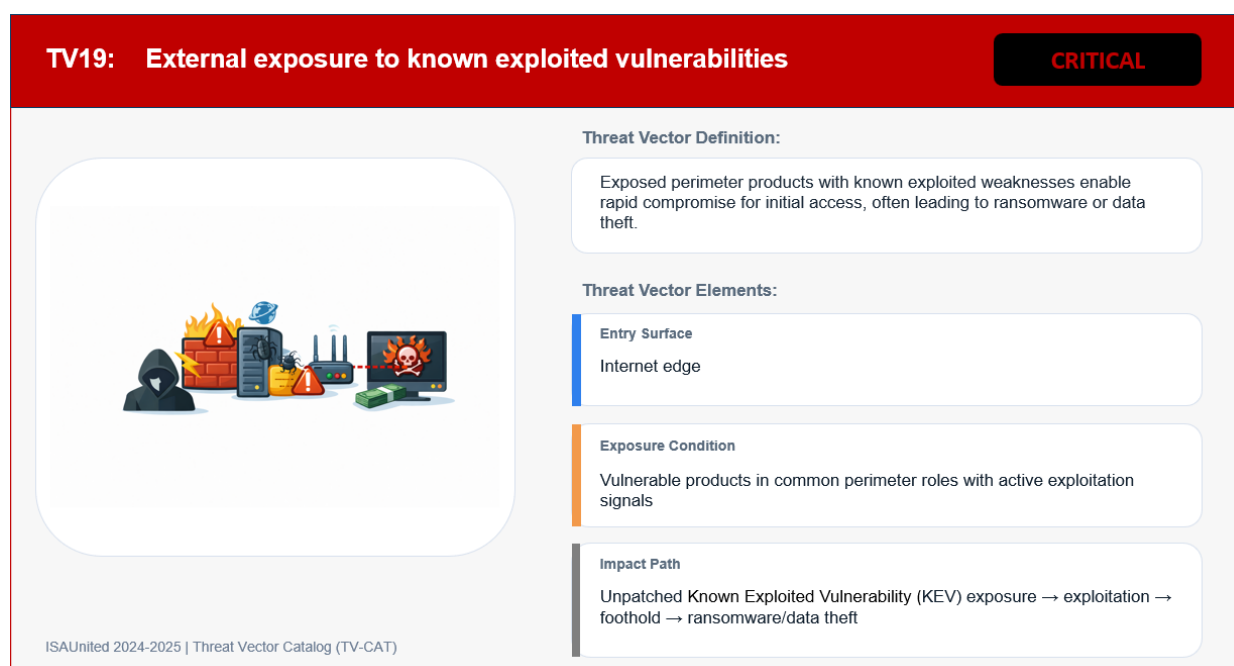 TV19: External exposure to known exploited vulnerabilities
CRITICAL
Threat Vector Definition:
Exposed perimeter products with known exploited weaknesses enable
rapid compromise for initial access, often leading to ransomware or data
theft.
Threat Vector Elements:
Entry Surface
Internet edge
Exposure Condition
Vulnerable products in common perimeter roles with active exploitation
signals
Impact Path
Unpatched Known Exploited Vulnerability (KEV) exposure → exploitation →
foothold → ransomware/data theft
ISAUnited 2024-2025 | Threat Vector Catalog (TV-CAT)